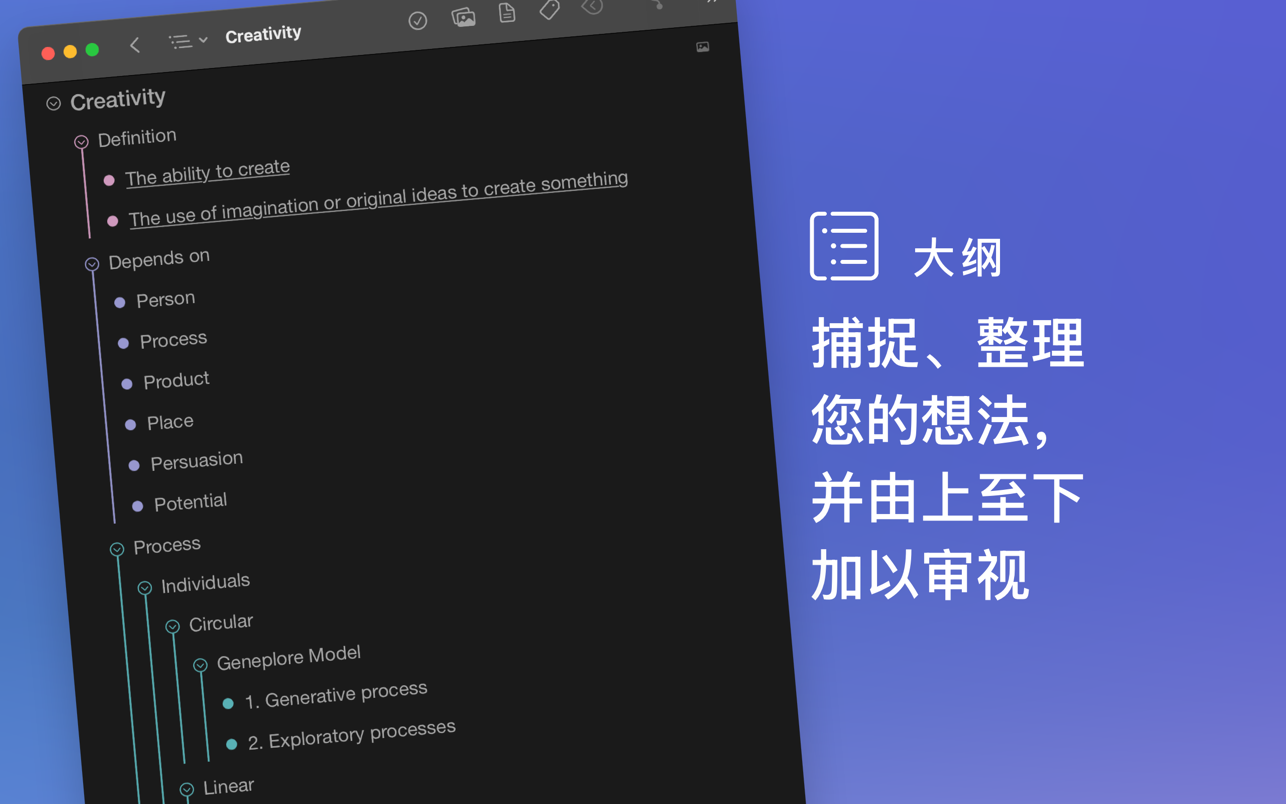 Creativity
Creativity
Definition
The ability to create
The use of imagination or original ideas to create something
Depends on
Person
Process
Product
Place
Persuasion
Potential
Process
Individuals
Circular
Geneplore Model
1. Generative process
2. Exploratory processes
Linear
大纲
捕捉、整理
您的想法，
并由上至下
加以审视